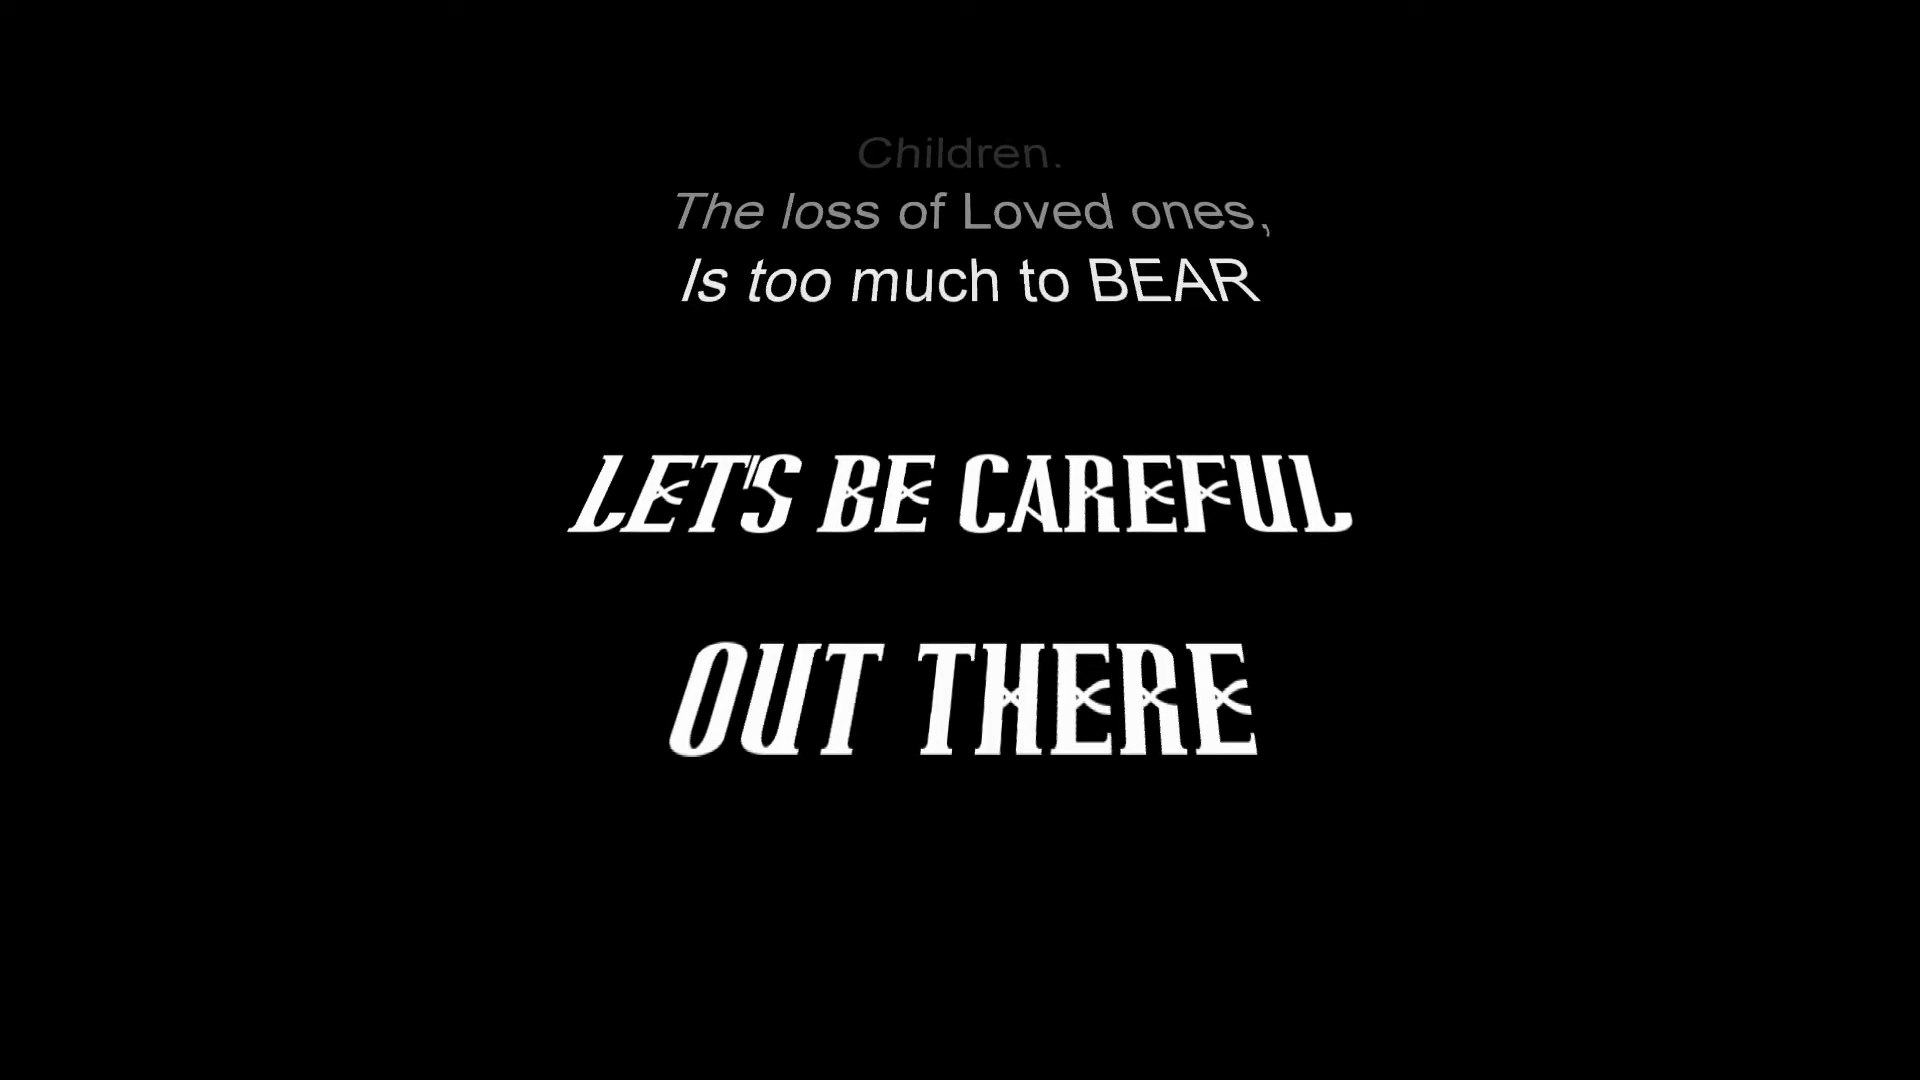 Children.
The loss of Loved ones,
Is too much to BEAR
LET'S BE CAREFUL
OUT THERE